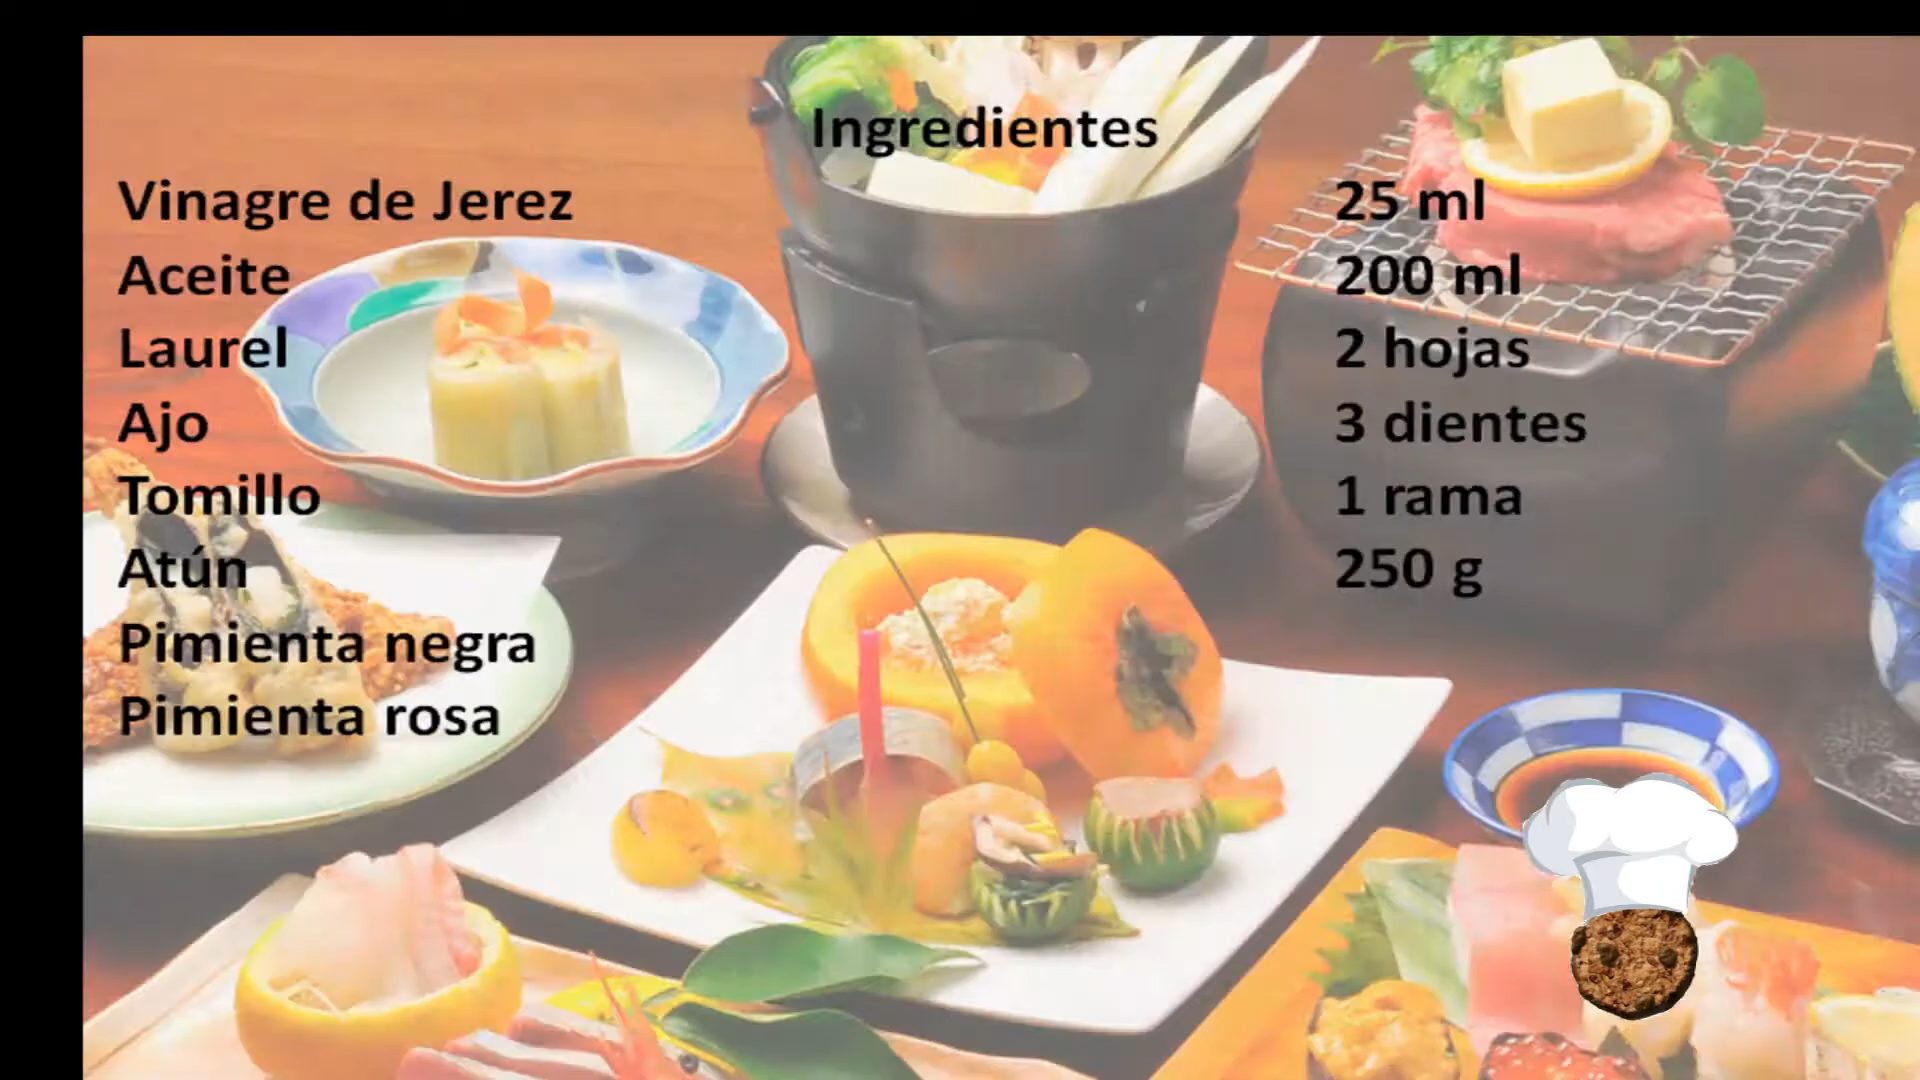 Ingredientes
Vinagre de Jerez 25 ml
Aceite 200 ml
Laurel 2 hojas
Ajo 3 dientes
Tomillo 1 rama
Atún 250 g
Pimienta negra
Pimienta rosa